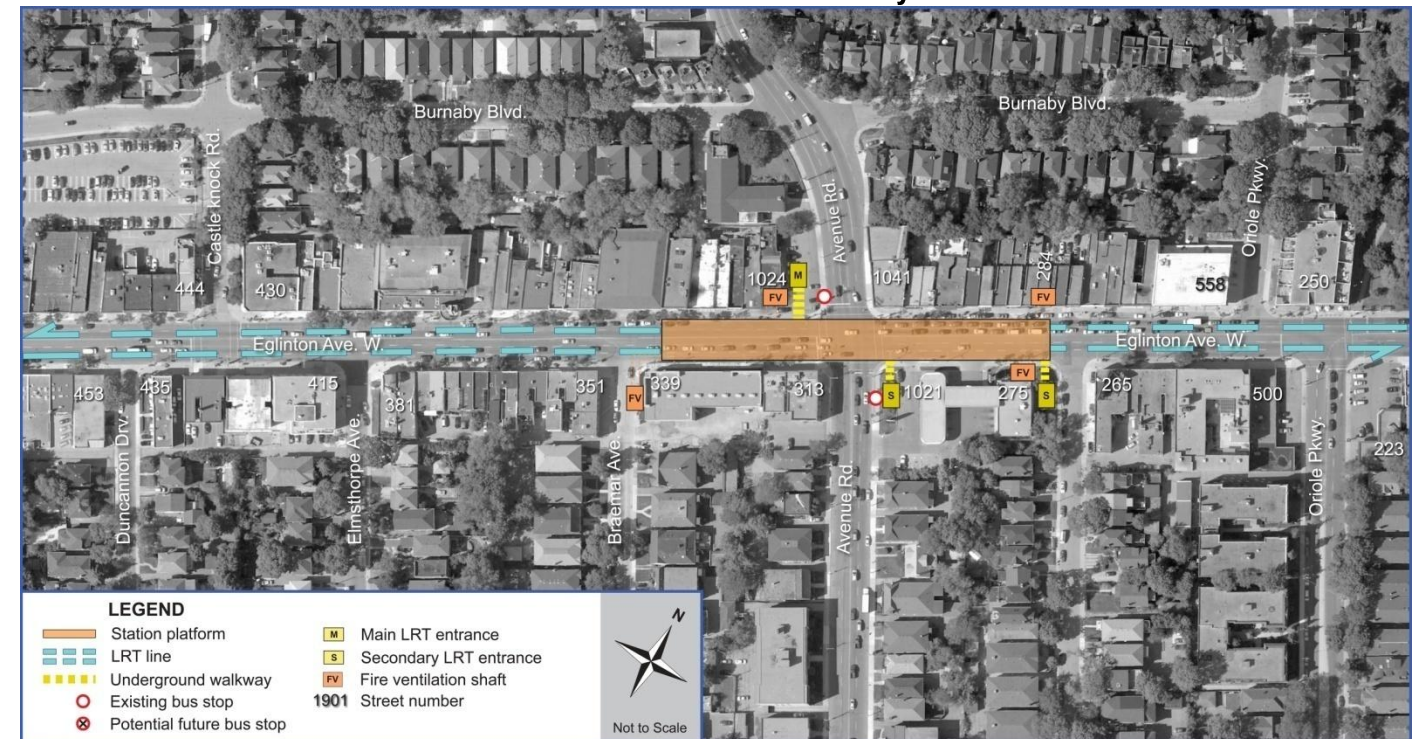 Burnaby Blvd.
Burnaby Blvd.
Castle knock Rd.
Avenue Rd.
Oriole Pkwy.
444
430
1024
M
FV
1041
284
FV
558
250
Eglinton Ave. W.
Eglinton Ave. W.
453
435
415
381
351
FV
339
313
S
1021
FV
275
S
265
500
223
Duncannon Drv.
Elmsthorpe Ave.
Braemar Ave.
Avenue Rd
Oriole Pkwy.
LEGEND
Station platform
LRT line
Underground walkway
Existing bus stop
Potential future bus stop
M Main LRT entrance
S Secondary LRT entrance
FV Fire ventilation shaft
1901 Street number
N
Not to Scale